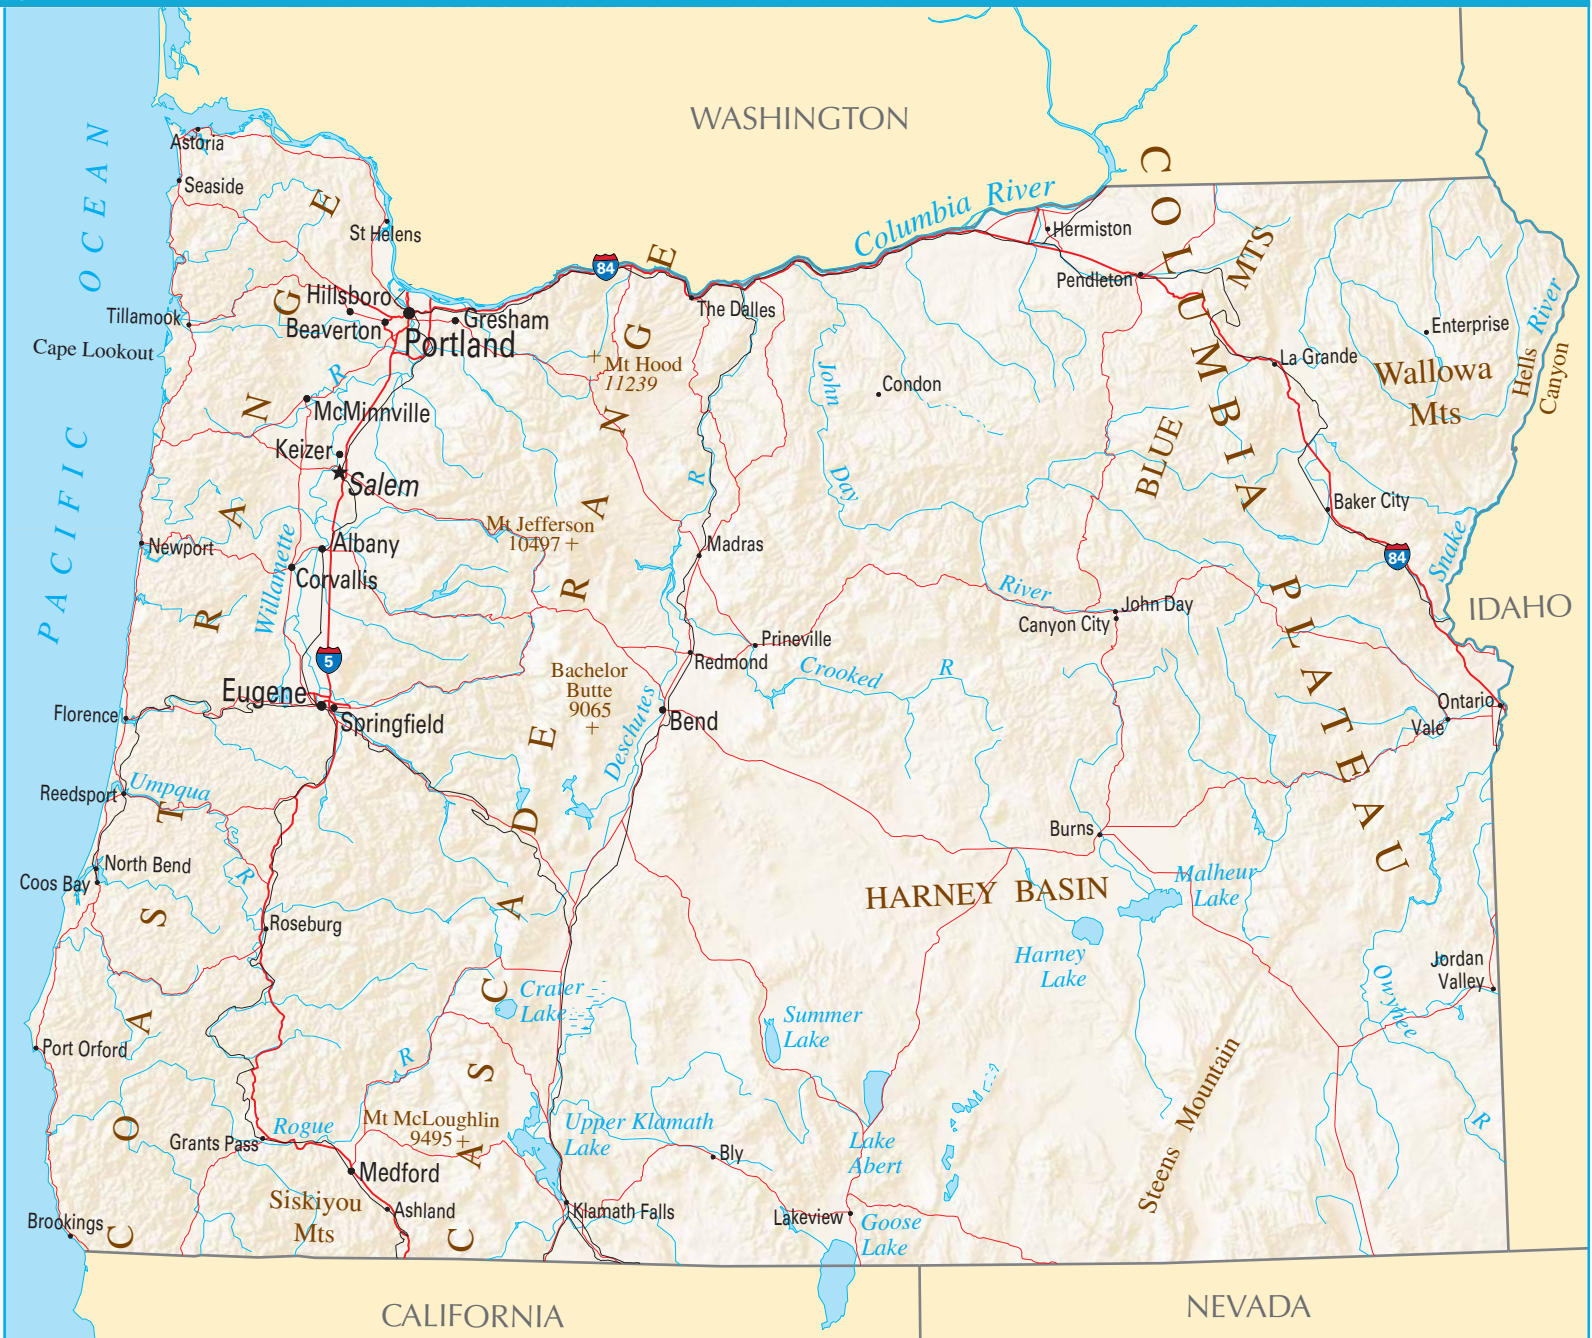 WASHINGTON
PACIFIC OCEAN
Astoria
Seaside
St Helens
Columbia River
Hermiston
Pendleton
84
The Dalles
Hillsboro
Beaverton
Gresham
Portland
Tillamook
Cape Lookout
Mt Hood
11239
COLUMBIA PLATEAU
BLUE MTS
Enterprise
La Grande
Wallowa
Mts
Hells
Canyon
River
Snake
John
Day
River
Condon
R
McMinnville
Keizer
Salem
Albany
Corvallis
Willamette
Newport
Mt Jefferson
10497
COAST RANGE
CASCADE RANGE
R
Madras
Baker City
84
IDAHO
John Day
Canyon City
Prineville
Redmond
Crooked
R
5
Bachelor
Butte
9065
Eugene
Springfield
Florence
Deschutes
Bend
Ontario
Vale
Reedsport
Umpqua
R
Burns
North Bend
Coos Bay
HARNEY BASIN
Malheur
Lake
Harney
Lake
Roseburg
Jordan
Valley
Owyhee
R
Crater
Lake
Summer
Lake
Port Orford
R
Rogue
Mt McLoughlin
9495
Upper Klamath
Lake
Grants Pass
Medford
Bly
Lake
Abert
Steens Mountain
Siskiyou
Mts
Ashland
Klamath Falls
Lakeview
Goose
Lake
Brookings
CALIFORNIA
NEVADA